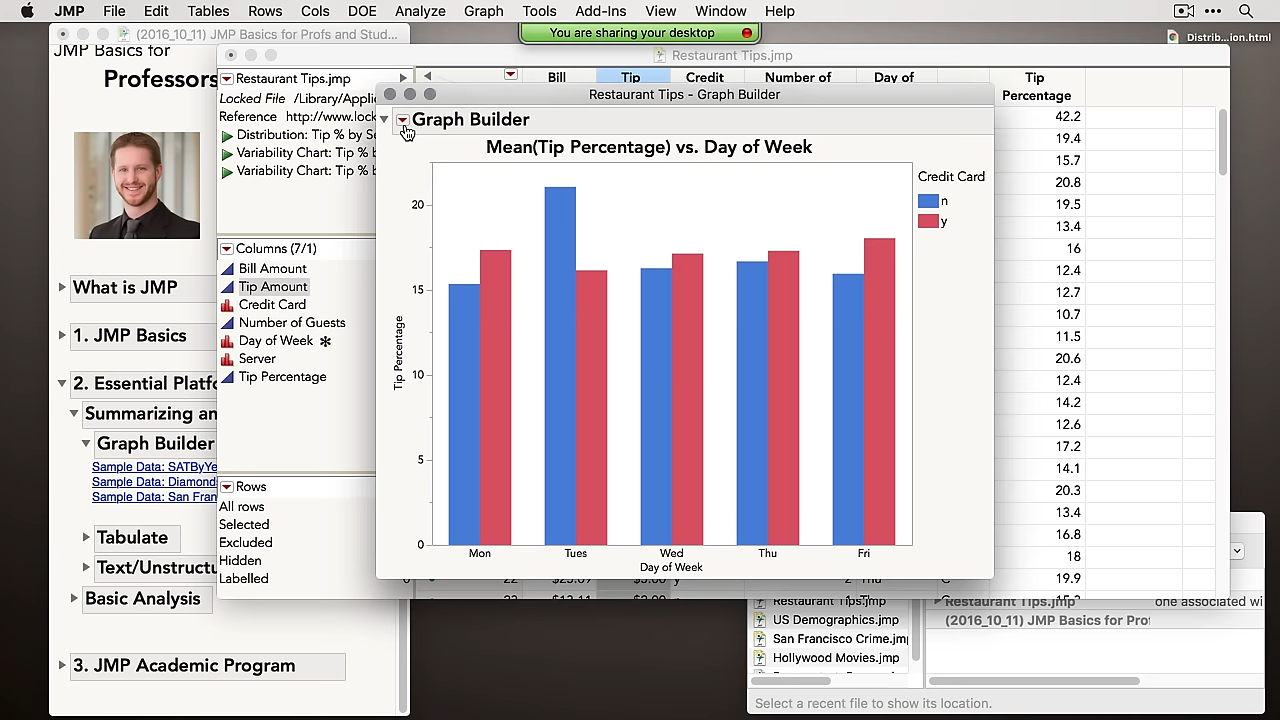 JMP File Edit Tables Rows Cols DOE Analyze Graph Tools Add-Ins View Window Help
You are sharing your desktop
Distrib...ion.html
(2016_10_11) JMP Basics for Profs and Stud...
JMP Basics for
Professors
What is JMP
1. JMP Basics
2. Essential Platfo
Summarizing an
Graph Builder
Sample Data: SATByYe
Sample Data: Diamond
Sample Data: San Fran
Tabulate
Text/Unstructu
Basic Analysis
3. JMP Academic Program
Restaurant Tips.jmp
Restaurant Tips.jmp
Locked File /Library/Applic
Reference http://www.lock
Distribution: Tip % by Se
Variability Chart: Tip % b
Variability Chart: Tip % b
Columns (7/1)
Bill Amount
Tip Amount
Credit Card
Number of Guests
Day of Week
Server
Tip Percentage
Rows
All rows
Selected
Excluded
Hidden
Labelled
Bill Tip Credit Number of Day of Tip
Percentage
42.2
19.4
15.7
20.8
19.5
13.4
16
12.4
12.7
10.7
11.5
20.6
12.4
14.2
12.6
17.2
14.1
20.3
13.4
16.8
18
19.9
Restaurant Tips - Graph Builder
Graph Builder
Mean(Tip Percentage) vs. Day of Week
Credit Card
n
y
20
15
10
5
0
Tip Percentage
Mon Tues Wed Thu Fri
Day of Week
Restaurant Tips.jmp
US Demographics.jmp
San Francisco Crime.jmp
Hollywood Movies.jmp
Restaurant Tips.jmp one associated wi
(2016_10_11) JMP Basics for Prof
Select a recent file to show its location.